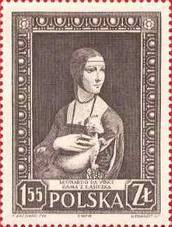 LEONARDO DA VINCI
DAMA Z ŁASICZKĄ
1.55 POLSKA ZŁ